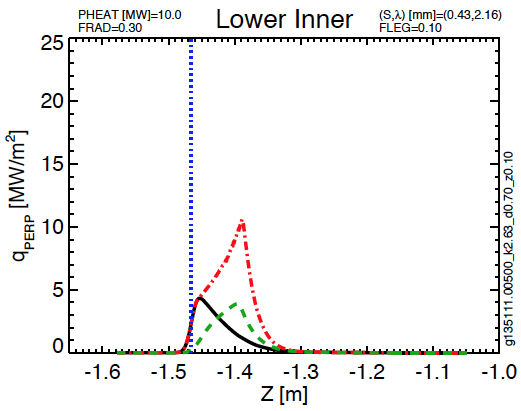 PHEAT [MW]=10.0
FRAD=0.30
Lower Inner
(S,λ) [mm]=(0.43,2.16)
FLEG=0.10
25
20
15
10
5
0
qPERP [MW/m2]
-1.6
-1.5
-1.4
-1.3
-1.2
-1.1
-1.0
Z [m]
g135111.00500_k2.63_d0.70_z0.10